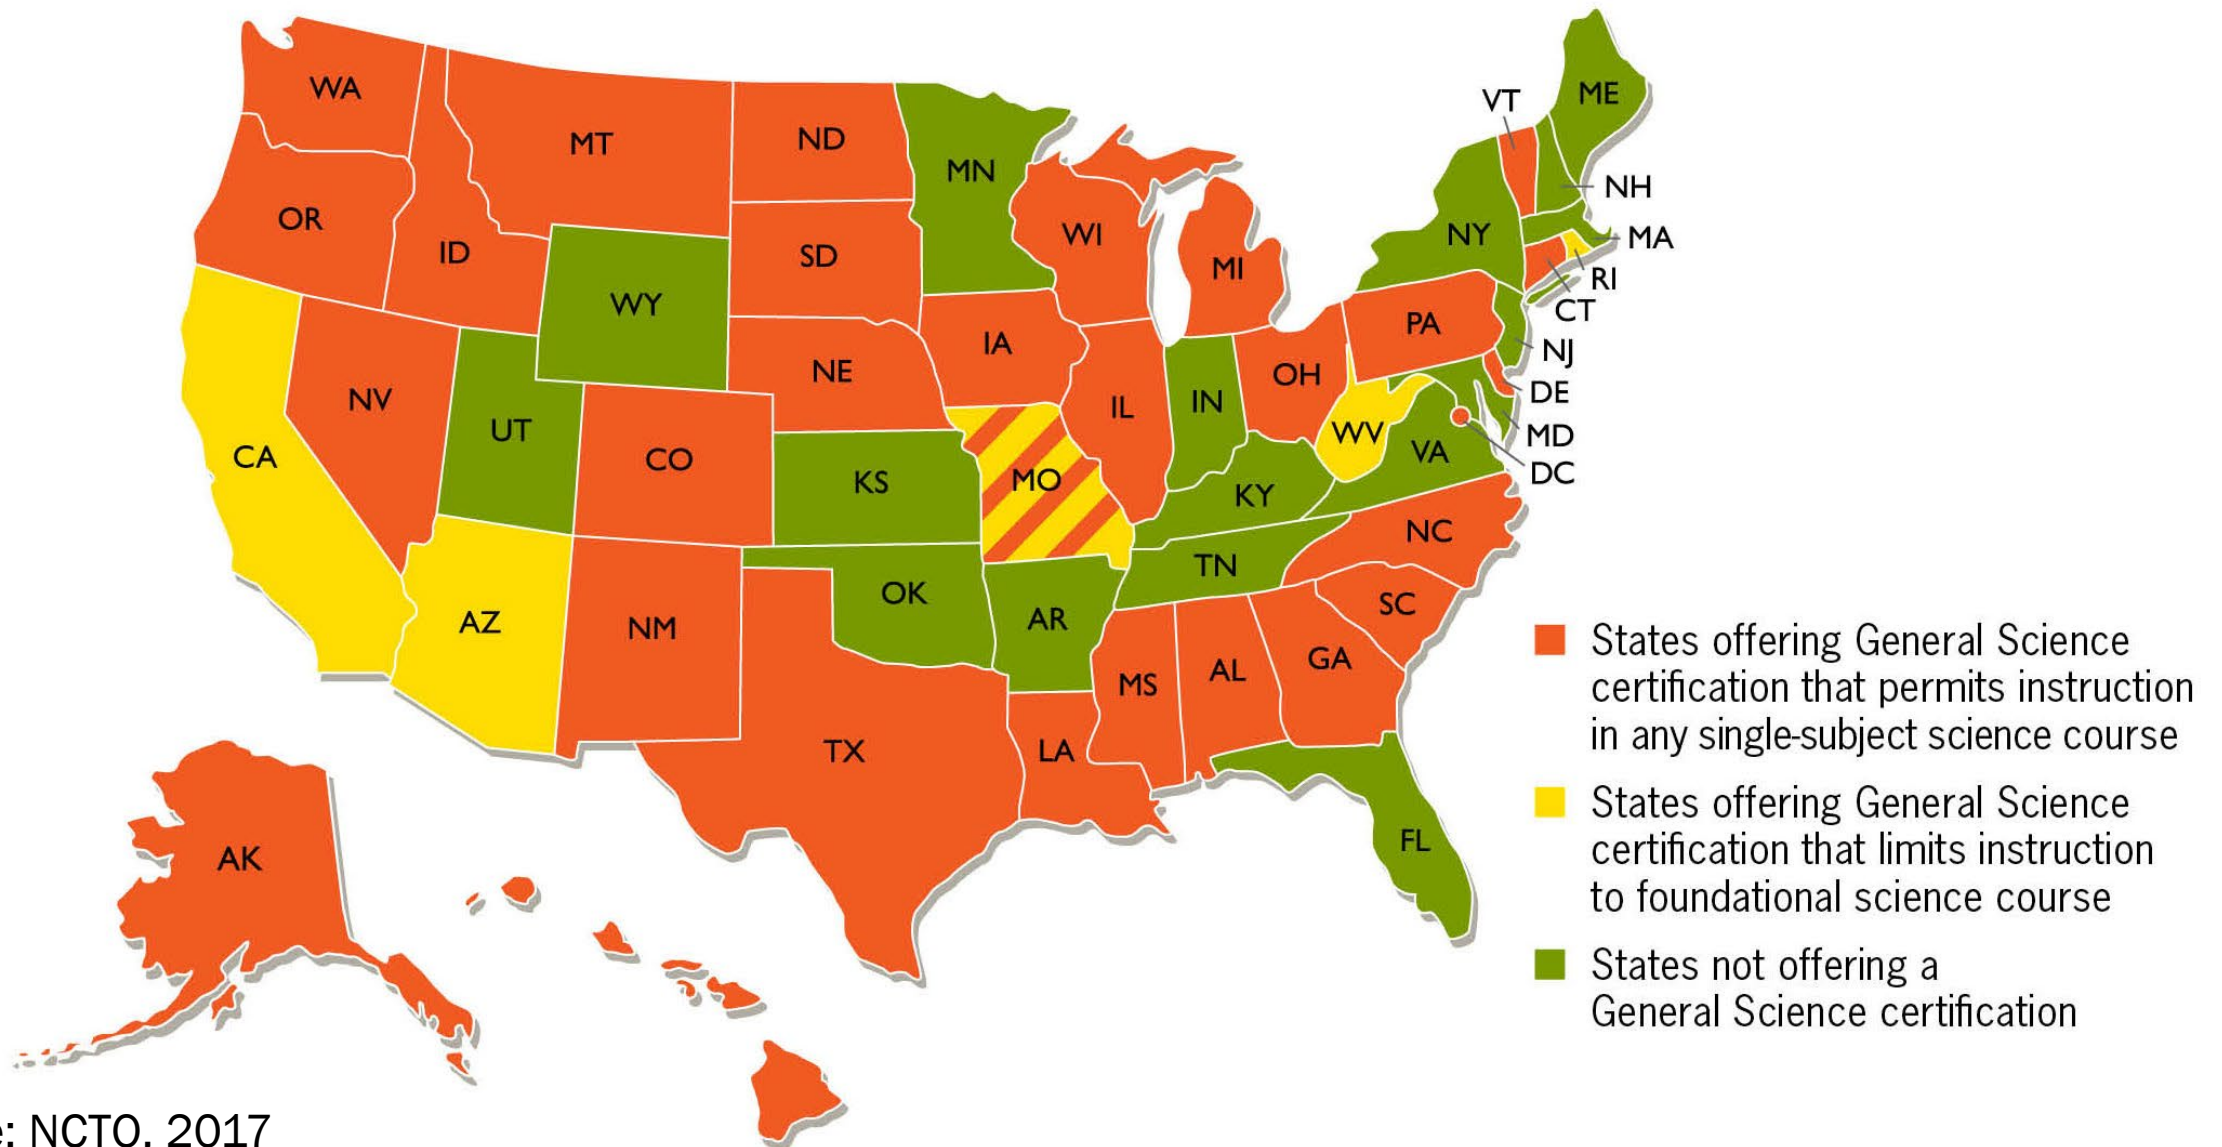 WA
MT
ND
MN
VT
ME
OR
ID
SD
WI
MI
NY
NH
MA
RI
CT
WY
IA
NE
PA
NJ
NV
UT
CO
IL
IN
OH
DE
MD
DC
CA
KS
MO
WV
VA
KY
NC
AZ
NM
OK
AR
TN
SC
TX
LA
MS
AL
GA
FL
AK
States offering General Science
certification that permits instruction
in any single-subject science course
States offering General Science
certification that limits instruction
to foundational science course
States not offering a
General Science certification
: NCTQ, 2017